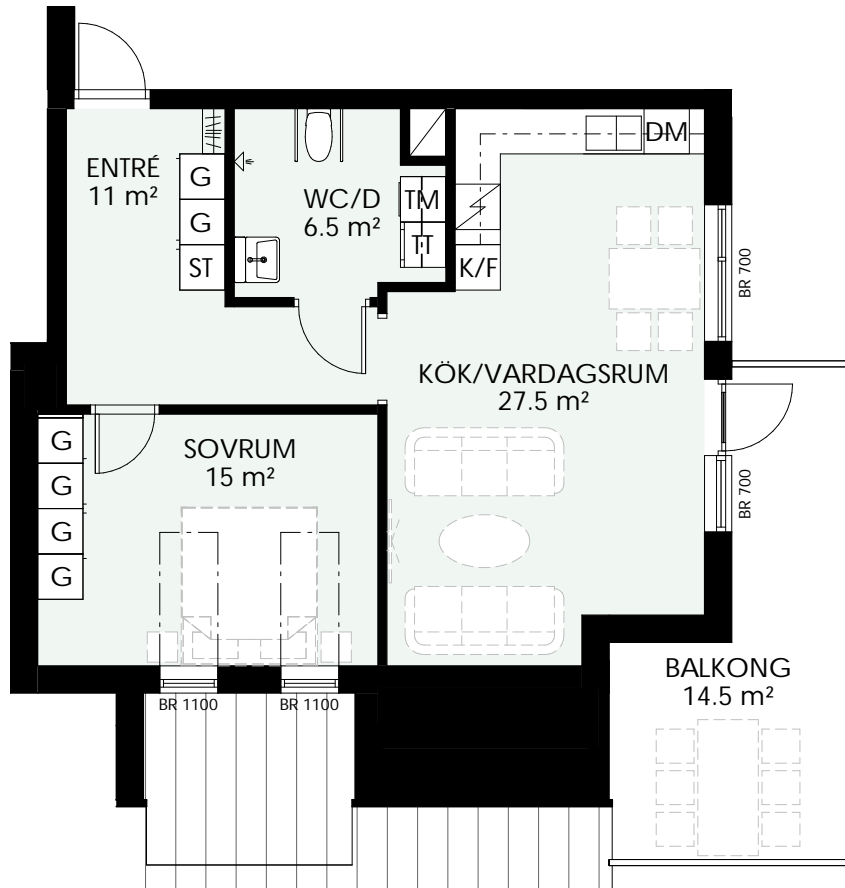 ENTRÉ
11 m²
G
G
ST
WC/D
6.5 m²
TM
TT
DM
K/F
BR 700
KÖK/VARDAGSRUM
27.5 m²
BR 700
SOVRUM
15 m²
G
G
G
G
BR 1100
BR 1100
BALKONG
14.5 m²